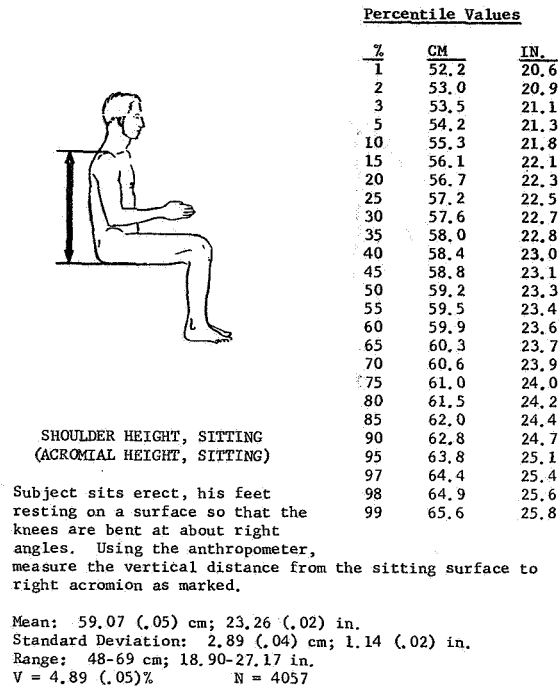 Percentile Values
% CM IN.
1 52.2 20.6
2 53.0 20.9
3 53.5 21.1
5 54.2 21.3
10 55.3 21.8
15 56.1 22.1
20 56.7 22.3
25 57.2 22.5
30 57.6 22.7
35 58.0 22.8
40 58.4 23.0
45 58.8 23.1
50 59.2 23.3
55 59.5 23.4
60 59.9 23.6
65 60.3 23.7
70 60.6 23.9
75 61.0 24.0
80 61.5 24.2
85 62.0 24.4
90 62.8 24.7
95 63.8 25.1
97 64.4 25.4
98 64.9 25.6
99 65.6 25.8
SHOULDER HEIGHT, SITTING
(ACROMIAL HEIGHT, SITTING)
Subject sits erect, his feet
resting on a surface so that the
knees are bent at about right
angles. Using the anthropometer,
measure the vertical distance from the sitting surface to
right acromion as marked.
Mean: 59.07 (.05) cm; 23.26 (.02) in.
Standard Deviation: 2.89 (.04) cm; 1.14 (.02) in.
Range: 48-69 cm; 18.90-27.17 in.
V = 4.89 (.05)% N = 4057